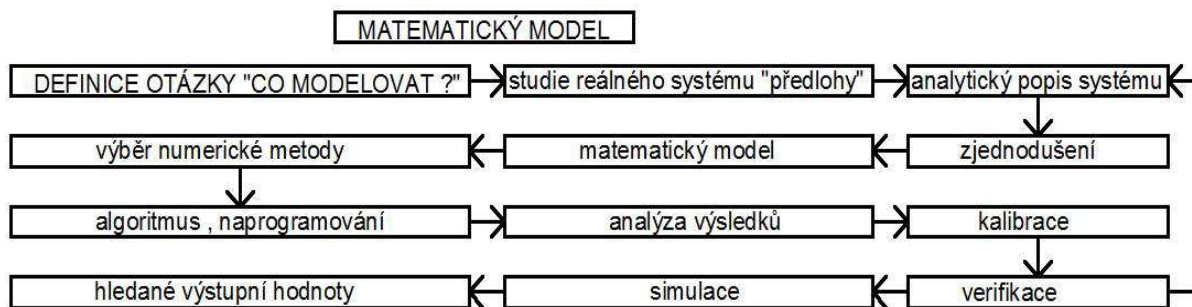 MATEMATICKÝ MODEL
DEFINICE OTÁZKY "CO MODELOVAT ?"
studie reálného systému "předlohy"
analytický popis systému
výběr numerické metody
matematický model
zjednodušení
algoritmus , naprogramování
analýza výsledků
kalibrace
hledané výstupní hodnoty
simulace
verifikace